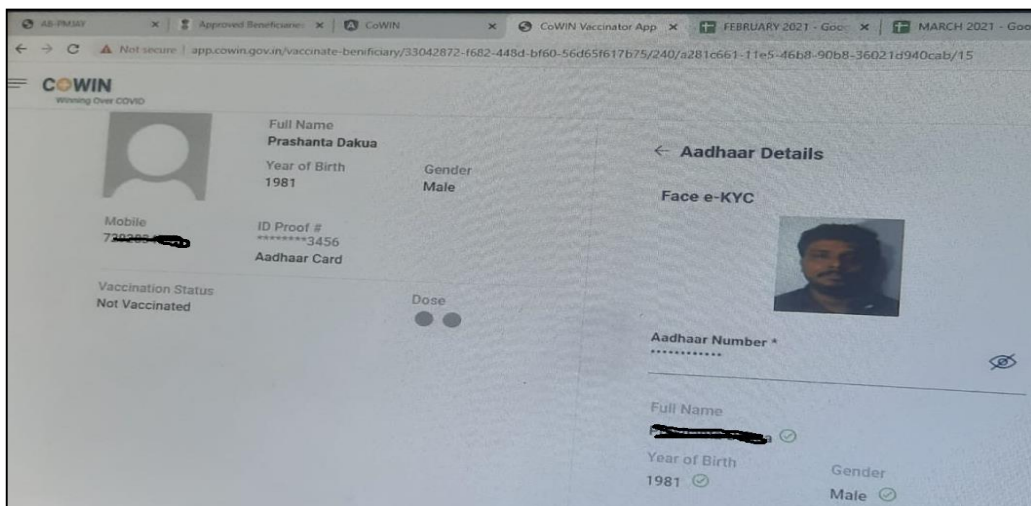 AB-PMJAY
Approved Beneficiaries
CoWIN
CoWIN Vaccinator App
FEBRUARY 2021 - Goo
MARCH 2021 - Goo
Not secure app.cowin.gov.in/vaccinate-benificiary/33042872-f682-448d-bf60-56d65f617b75/240/a281c661-11e5-46b8-90b8-36021d940cab/15
COWIN
Winning Over COVID
Full Name
Prashanta Dakua
Year of Birth
1981
Gender
Male
Mobile
ID Proof #
********3456
Aadhaar Card
Vaccination Status
Not Vaccinated
Dose
← Aadhaar Details
Face e-KYC
Aadhaar Number *
************
Full Name
Year of Birth
1981
Gender
Male